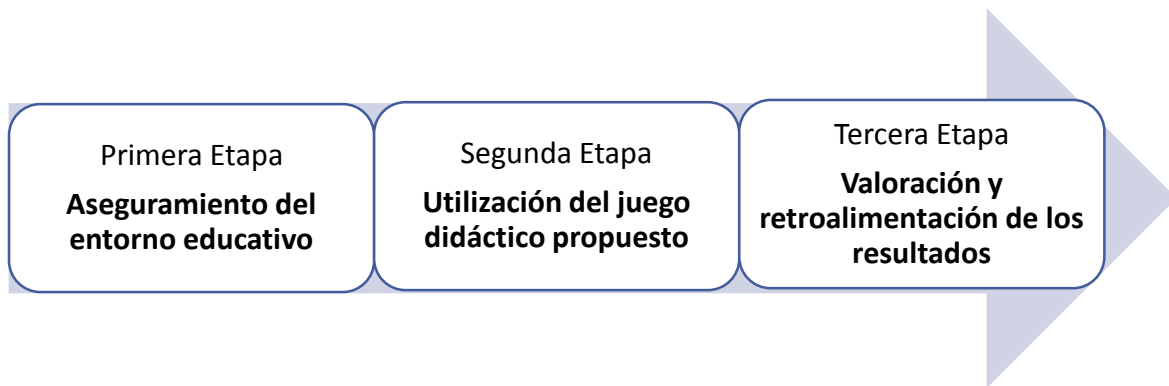 Primera Etapa
Aseguramiento del
entorno educativo
Segunda Etapa
Utilización del juego
didáctico propuesto
Tercera Etapa
Valoración y
retroalimentación de los
resultados